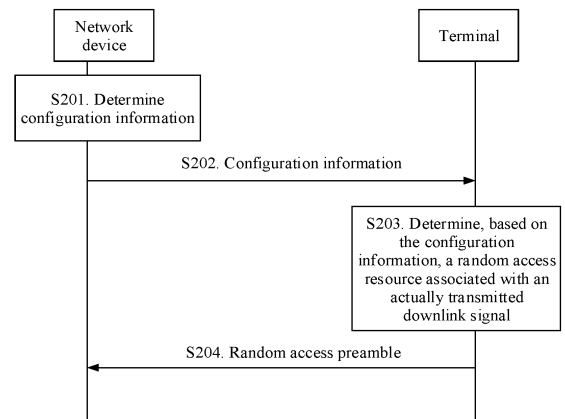 Network
device
Terminal
S201. Determine
configuration information
S202. Configuration information
S203. Determine, based on
the configuration
information, a random access
resource associated with an
actually transmitted
downlink signal
S204. Random access preamble